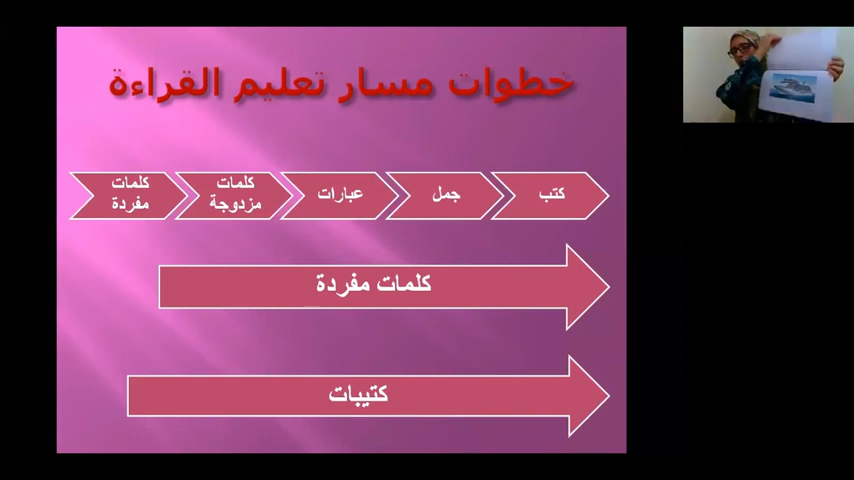 خطوات مسار تعليم القراءة
كلمات
مفردة
كلمات
مزدوجة
عبارات
جمل
كتب
كلمات مفردة
كتيبات